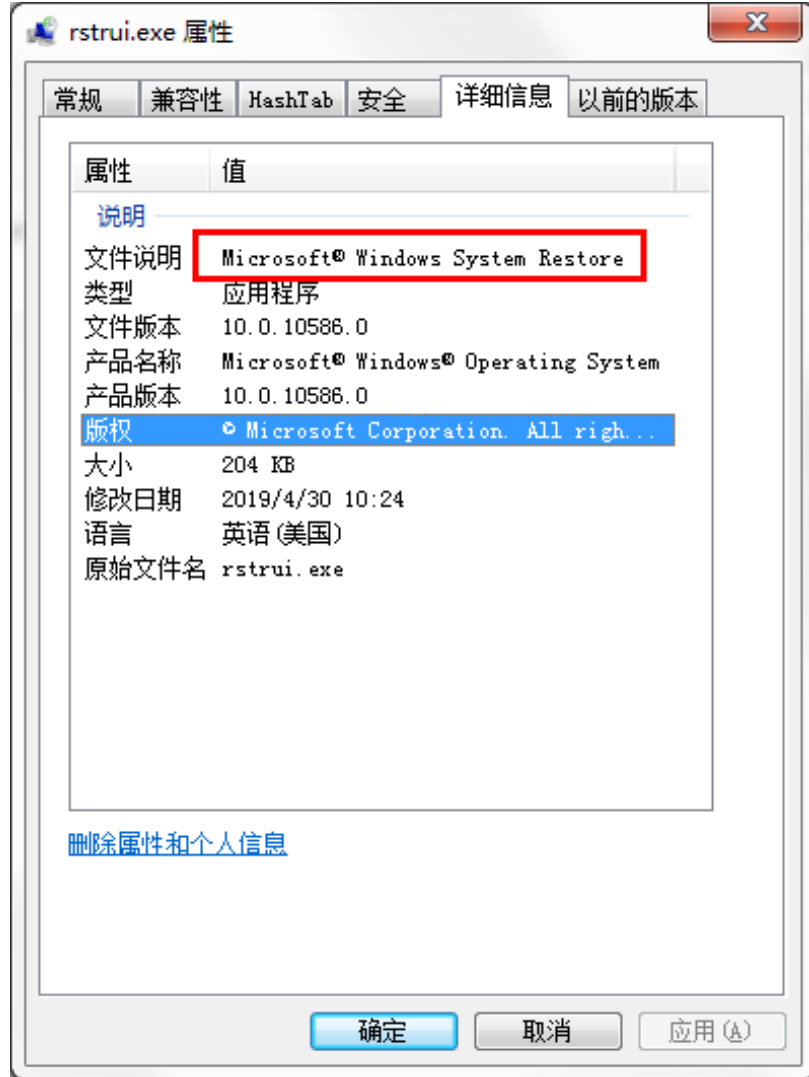 rstrui.exe 属性
常规 兼容性 HashTab 安全 详细信息 以前的版本
属性 值
说明
文件说明 Microsoft® Windows System Restore
类型 应用程序
文件版本 10.0.10586.0
产品名称 Microsoft® Windows® Operating System
产品版本 10.0.10586.0
版权 © Microsoft Corporation. All righ...
大小 204 KB
修改日期 2019/4/30 10:24
语言 英语(美国)
原始文件名 rstrui.exe
删除属性和个人信息
确定 取消 应用(A)